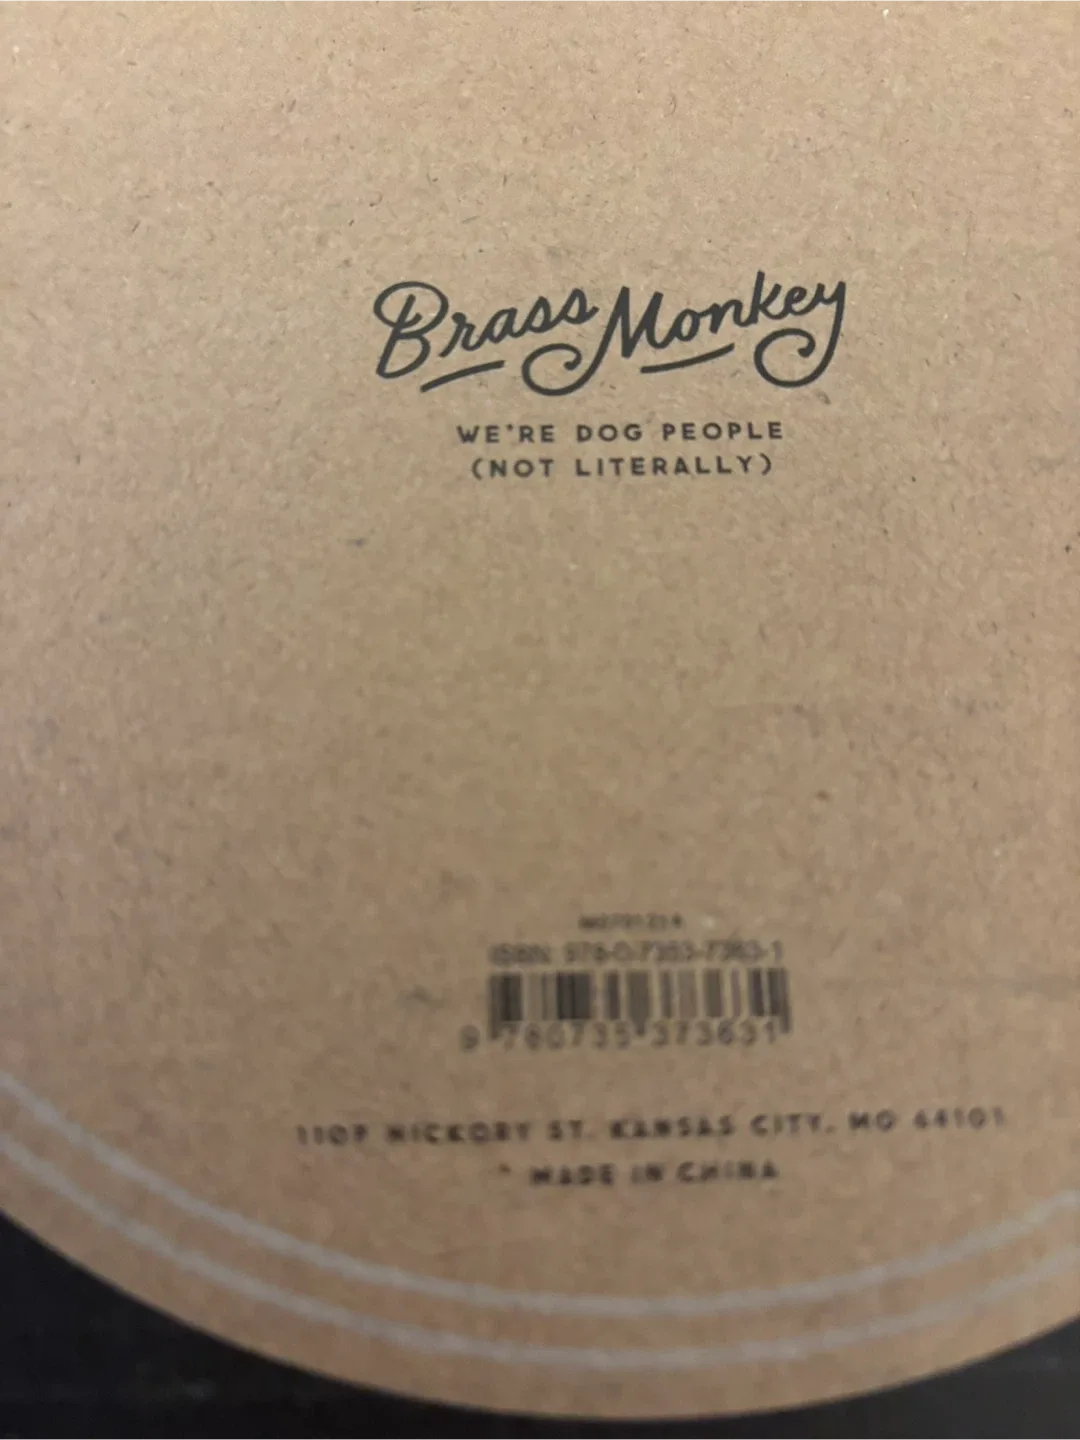 Brass Monkey
WE'RE DOG PEOPLE
(NOT LITERALLY)
ISBN: 978-0-7353-7363-1
9 780735 373631
1107 HICKORY ST. KANSAS CITY, MO 64101
MADE IN CHINA